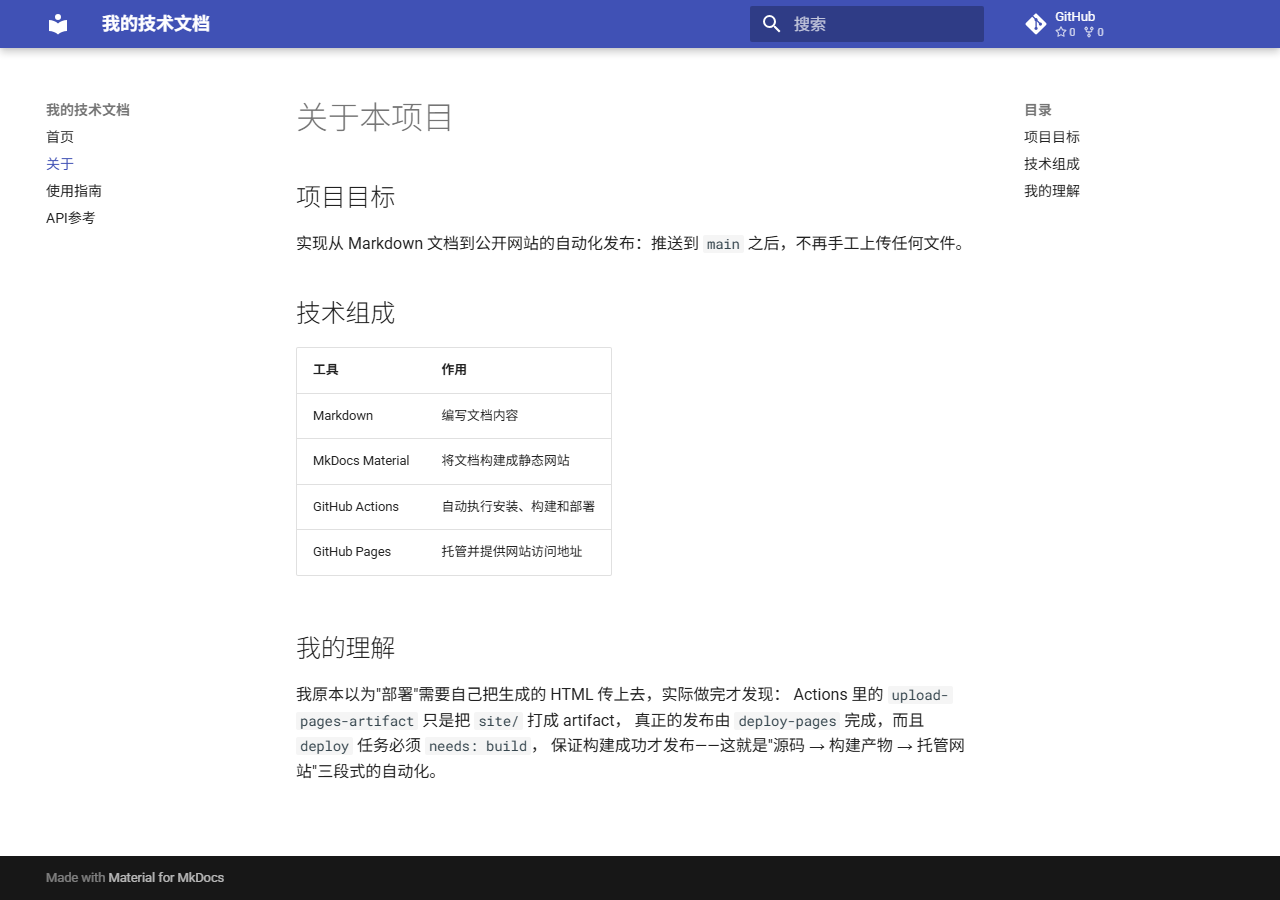 我的技术文档
搜索
GitHub
0 0
我的技术文档
首页
关于
使用指南
API参考
关于本项目
项目目标
实现从 Markdown 文档到公开网站的自动化发布：推送到 main 之后，不再手工上传任何文件。
技术组成
工具 作用
Markdown 编写文档内容
MkDocs Material 将文档构建成静态网站
GitHub Actions 自动执行安装、构建和部署
GitHub Pages 托管并提供网站访问地址
我的理解
我原本以为"部署"需要自己把生成的 HTML 传上去，实际做完才发现： Actions 里的 upload-
pages-artifact 只是把 site/ 打成 artifact， 真正的发布由 deploy-pages 完成，而且
deploy 任务必须 needs: build ， 保证构建成功才发布——这就是"源码 → 构建产物 → 托管网
站"三段式的自动化。
目录
项目目标
技术组成
我的理解
Made with Material for MkDocs